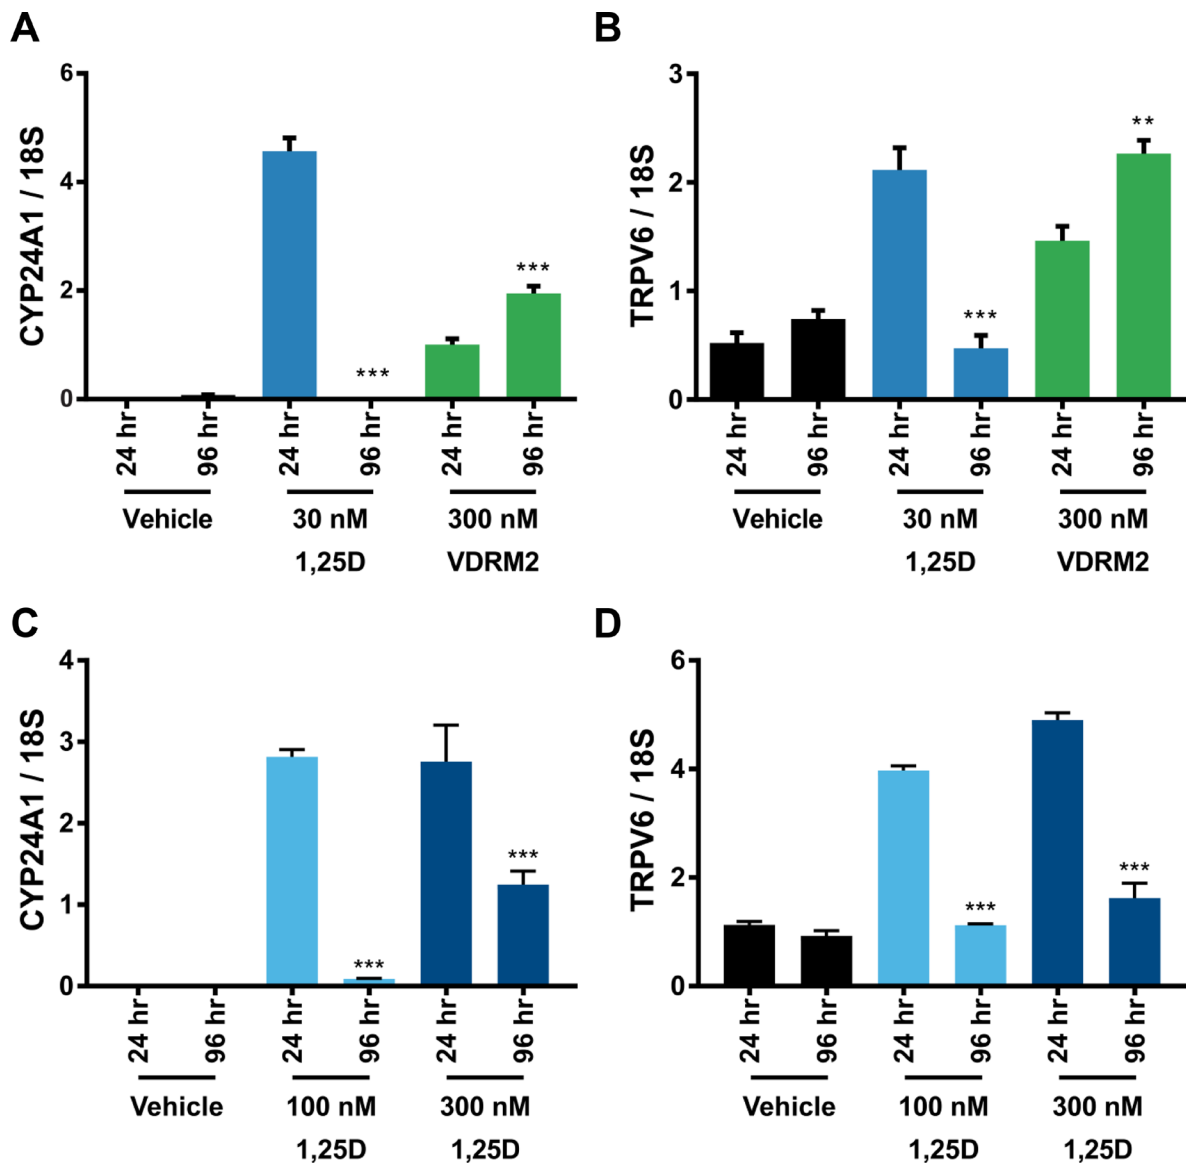 A
CYP24A1 / 18S
6
4
2
0
***
***
24 hr
96 hr
24 hr
96 hr
24 hr
96 hr
Vehicle
30 nM
1,25D
300 nM
VDRM2
B
TRPV6 / 18S
3
2
1
0
***
**
24 hr
96 hr
24 hr
96 hr
24 hr
96 hr
Vehicle
30 nM
1,25D
300 nM
VDRM2
C
CYP24A1 / 18S
4
3
2
1
0
***
***
24 hr
96 hr
24 hr
96 hr
24 hr
96 hr
Vehicle
100 nM
1,25D
300 nM
1,25D
D
TRPV6 / 18S
6
4
2
0
***
***
24 hr
96 hr
24 hr
96 hr
24 hr
96 hr
Vehicle
100 nM
1,25D
300 nM
1,25D